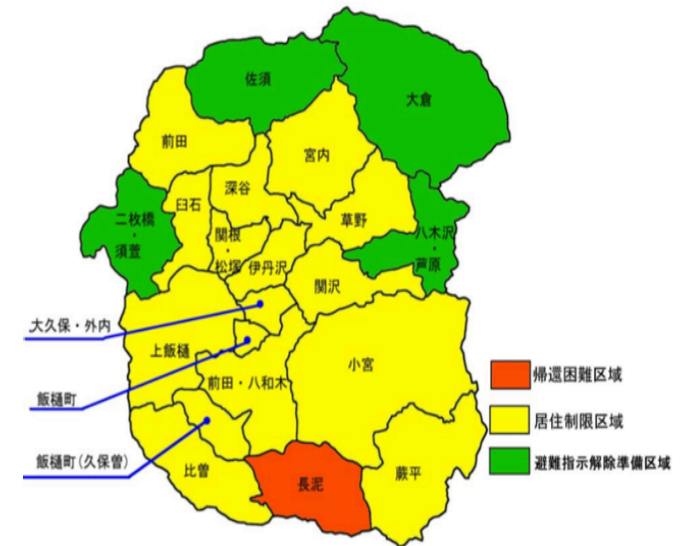 佐須
大倉
前田
宮内
深谷
臼石
草野
二枚橋
・
須萱
関根
・
松塚
伊丹沢
八木沢
・
芦原
関沢
大久保・外内
上飯樋
小宮
飯樋町
前田・八和木
飯樋町(久保曽)
比曽
長泥
蕨平
帰還困難区域
居住制限区域
避難指示解除準備区域